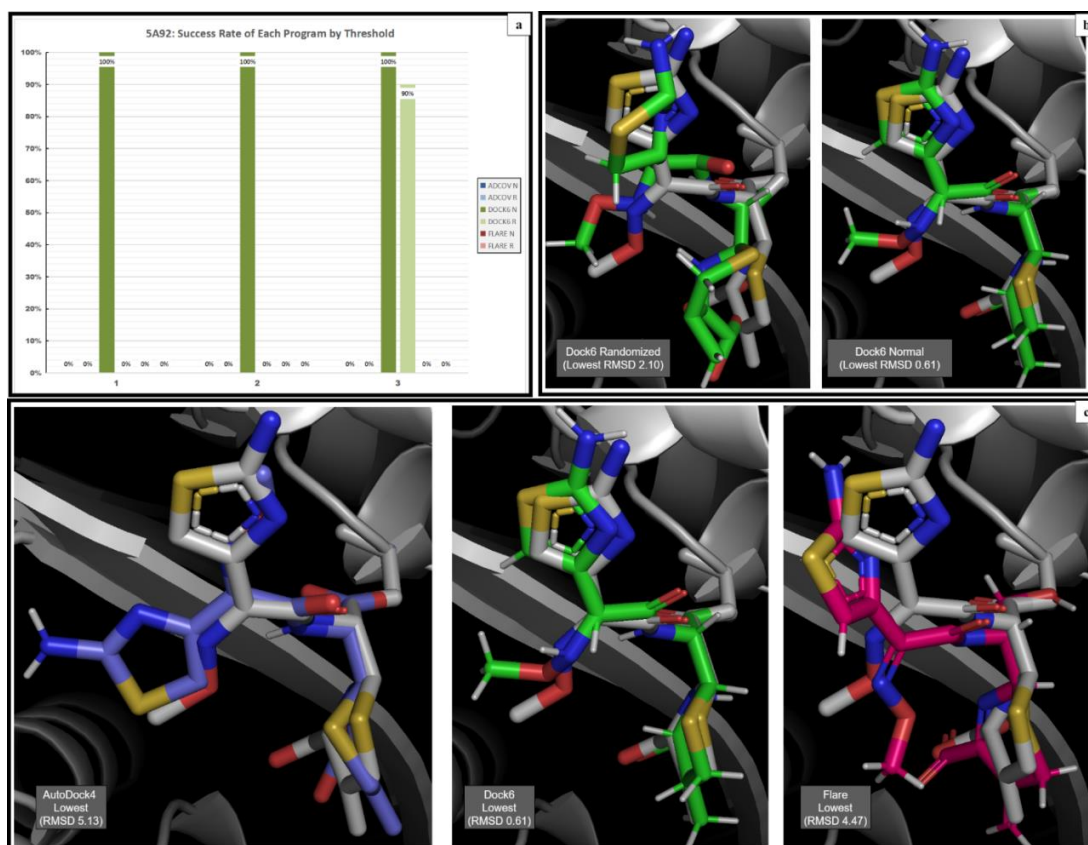 5A92: Success Rate of Each Program by Threshold
a
100%
90%
80%
70%
60%
50%
40%
30%
20%
10%
0%
100%
100%
100%
90%
0% 0% 0% 0% 0%
0% 0% 0% 0% 0%
0% 0% 0% 0%
1 2 3
ADCOV N
ADCOV R
DOCK6 N
DOCK6 R
FLARE N
FLARE R
b
Dock6 Randomized
(Lowest RMSD 2.10)
Dock6 Normal
(Lowest RMSD 0.61)
AutoDock4
Lowest
(RMSD 5.13)
Dock6
Lowest
(RMSD 0.61)
Flare
Lowest
(RMSD 4.47)